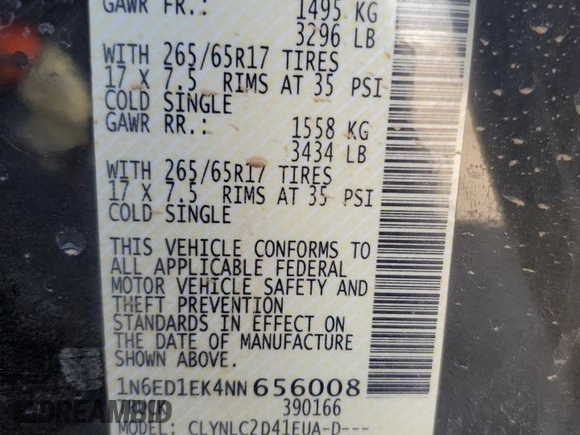 GAWR FR.: 1495 KG
3296 LB
WITH 265/65R17 TIRES
17 X 7.5 RIMS AT 35 PSI
COLD SINGLE
GAWR RR.: 1558 KG
3434 LB
WITH 265/65R17 TIRES
17 X 7.5 RIMS AT 35 PSI
COLD SINGLE
THIS VEHICLE CONFORMS TO
ALL APPLICABLE FEDERAL
MOTOR VEHICLE SAFETY AND
THEFT PREVENTION
STANDARDS IN EFFECT ON
THE DATE OF MANUFACTURE
SHOWN ABOVE.
1N6ED1EK4NN656008
TRUCK 390166
MODEL: CLYNLC2D41EUA-D---
AUTOBIDMASTER